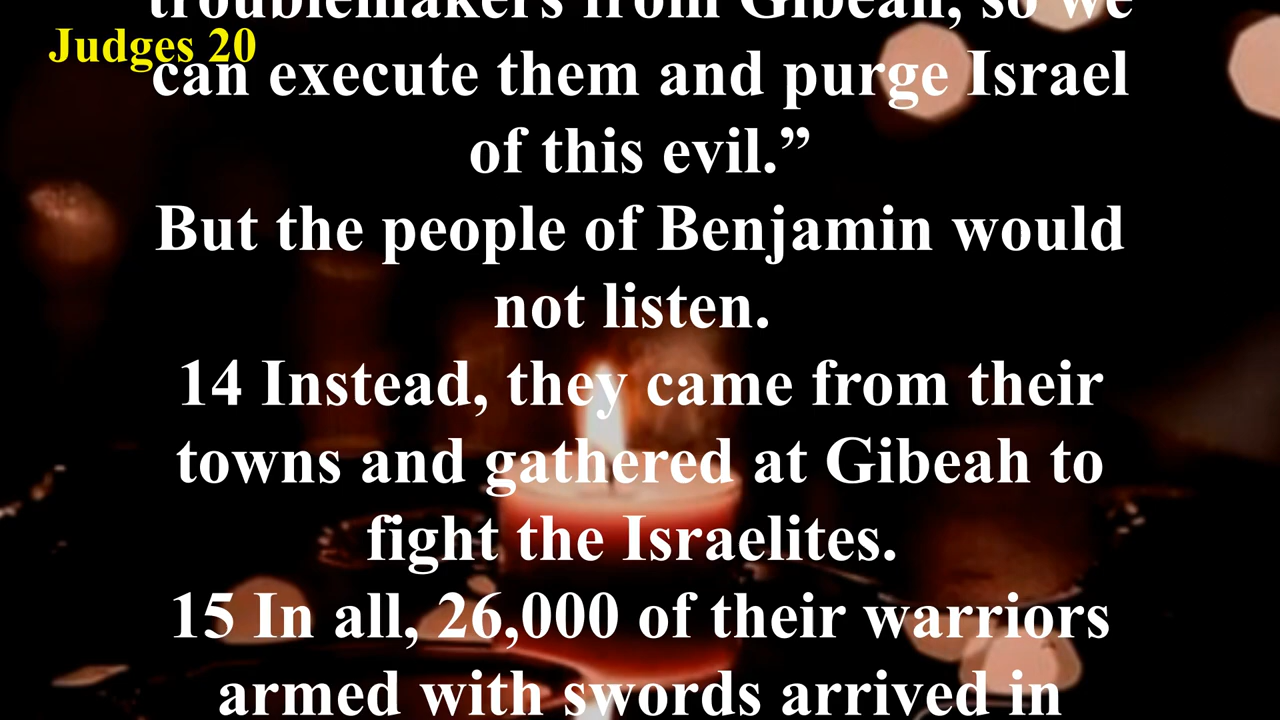 troublemakers from Gibeah, so we
Judges 20
can execute them and purge Israel
of this evil.”
But the people of Benjamin would
not listen.
14 Instead, they came from their
towns and gathered at Gibeah to
fight the Israelites.
15 In all, 26,000 of their warriors
armed with swords arrived in